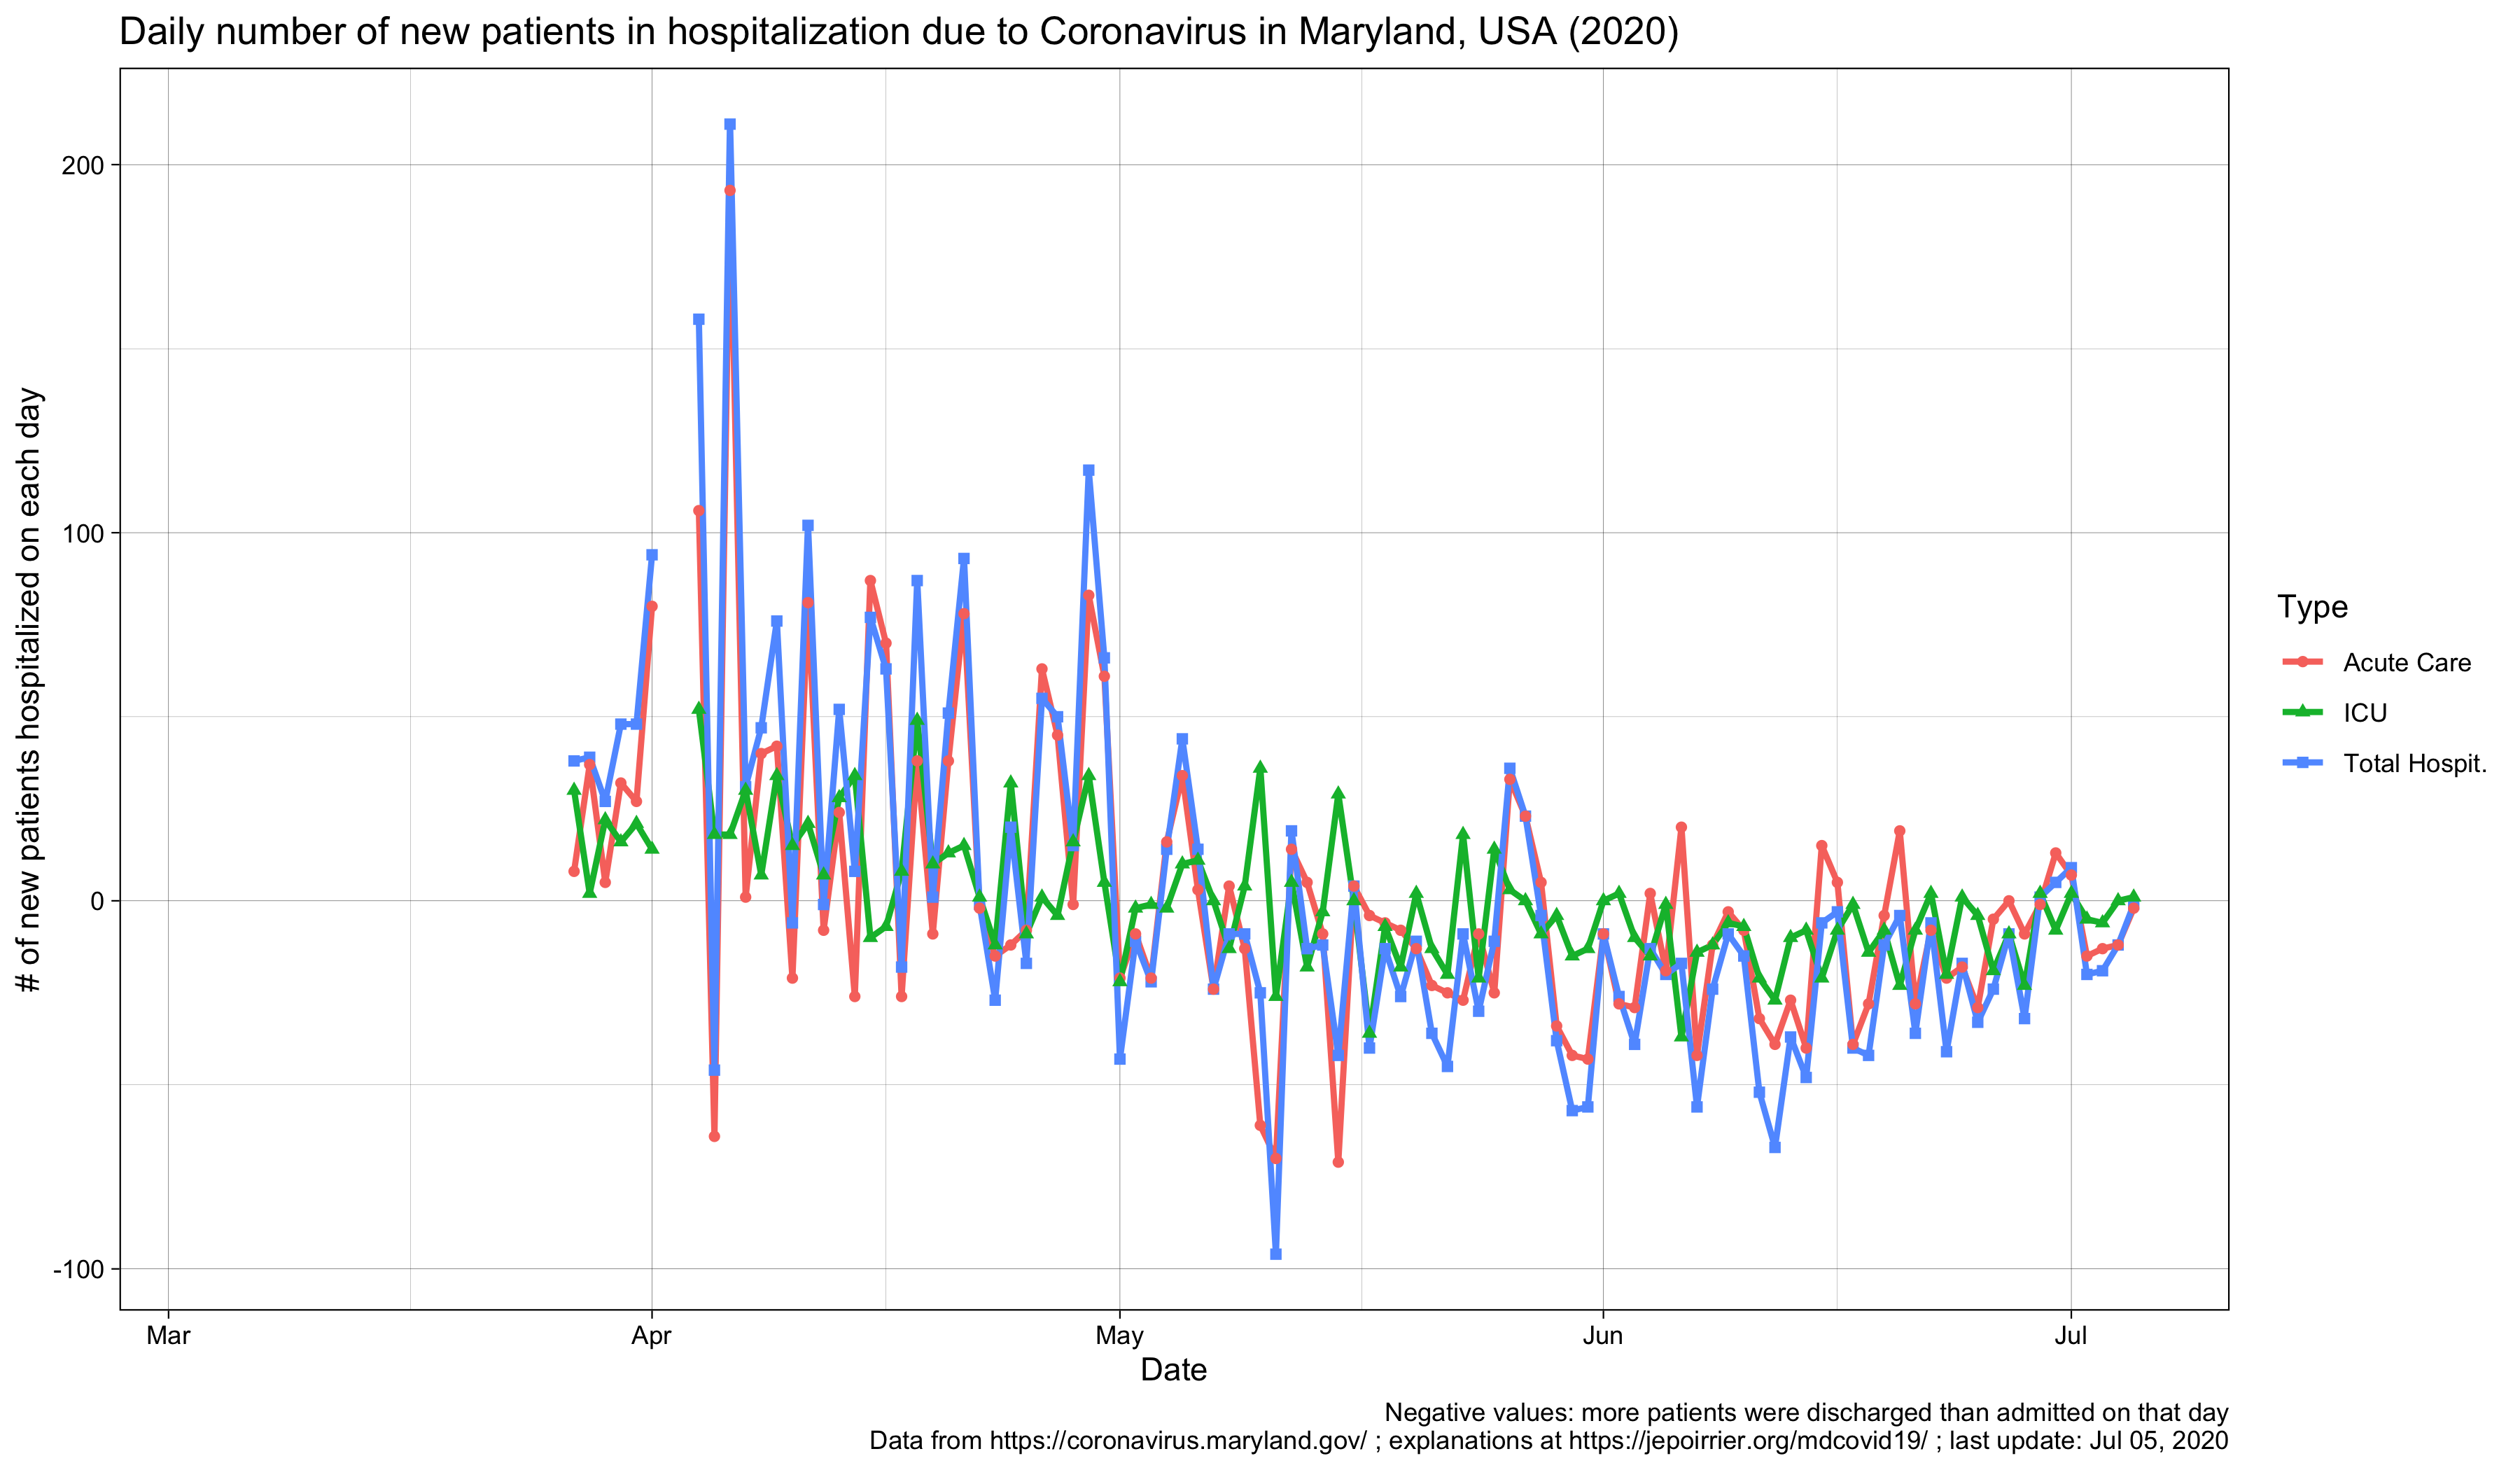 Daily number of new patients in hospitalization due to Coronavirus in Maryland, USA (2020)
# of new patients hospitalized on each day
200
100
0
-100
Mar
Apr
May
Jun
Jul
Date
Type
Acute Care
ICU
Total Hospit.
Negative values: more patients were discharged than admitted on that day
Data from https://coronavirus.maryland.gov/ ; explanations at https://jepoirrier.org/mdcovid19/ ; last update: Jul 05, 2020